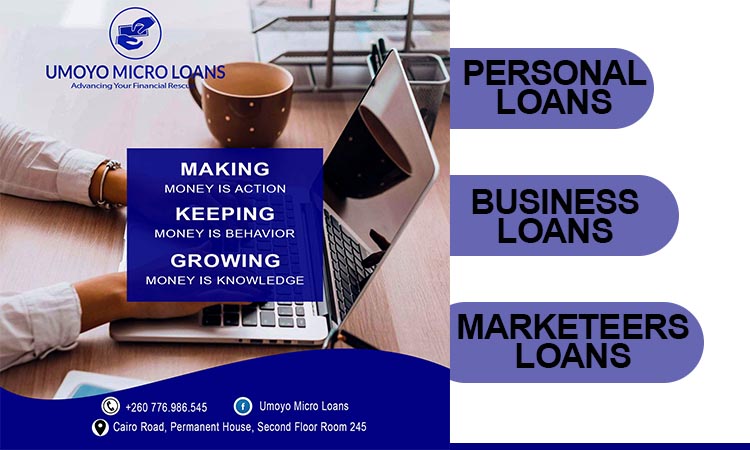 UMOYO MICRO LOANS
Advancing Your Financial Rescu
MAKING
MONEY IS ACTION
KEEPING
MONEY IS BEHAVIOR
GROWING
MONEY IS KNOWLEDGE
+260 776.986.545
Umoyo Micro Loans
Cairo Road, Permanent House, Second Floor Room 245
PERSONAL
LOANS
BUSINESS
LOANS
MARKETEERS
LOANS